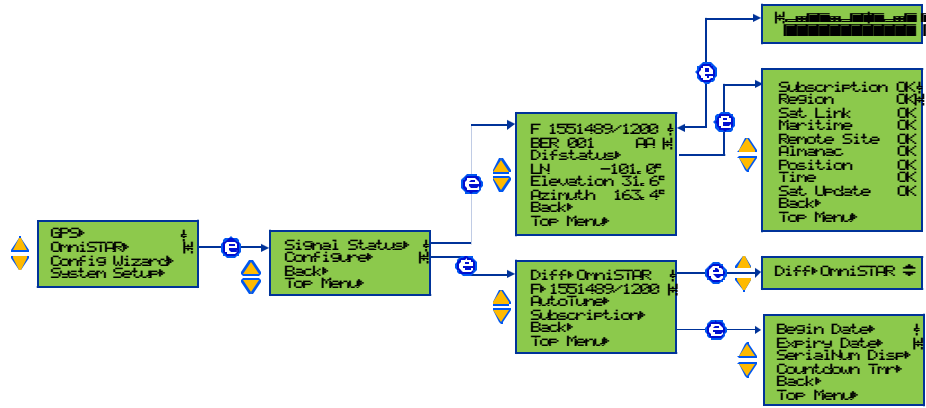 GPS
OmniSTAR
Config Wizard
System Setup
e
Signal Status
Configure
Back
Top Menu
e
F 1551489/1200
BER 001 AA
Difstatus
LN -101.0°
Elevation 31.6°
Azimuth 163.4°
Back
Top Menu
e
e
Subscription OK
Region OK
Sat Link OK
Maritime OK
Remote Site OK
Almanac OK
Position OK
Time OK
Sat Update OK
Back
Top Menu
e
Diff OmniSTAR
F 1551489/1200
AutoTune
Subscription
Back
Top Menu
e
Diff OmniSTAR
e
Begin Date
Expiry Date
SerialNum Disp
Countdown Tmr
Back
Top Menu